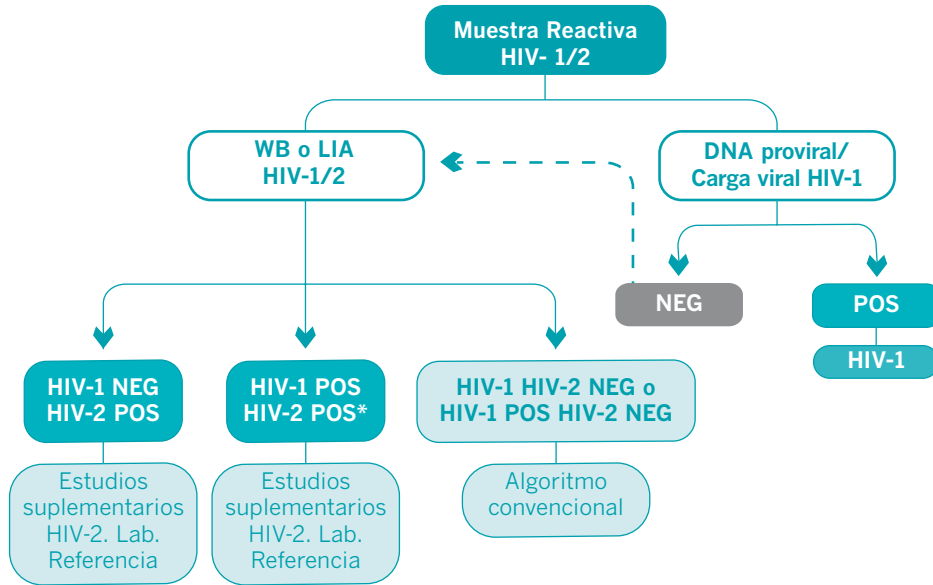 Muestra Reactiva
HIV- 1/2
WB o LIA
HIV-1/2
DNA proviral/
Carga viral HIV-1
NEG
POS
HIV-1
HIV-1 NEG
HIV-2 POS
HIV-1 POS
HIV-2 POS*
HIV-1 HIV-2 NEG o
HIV-1 POS HIV-2 NEG
Estudios
suplementarios
HIV-2. Lab.
Referencia
Estudios
suplementarios
HIV-2. Lab.
Referencia
Algoritmo
convencional